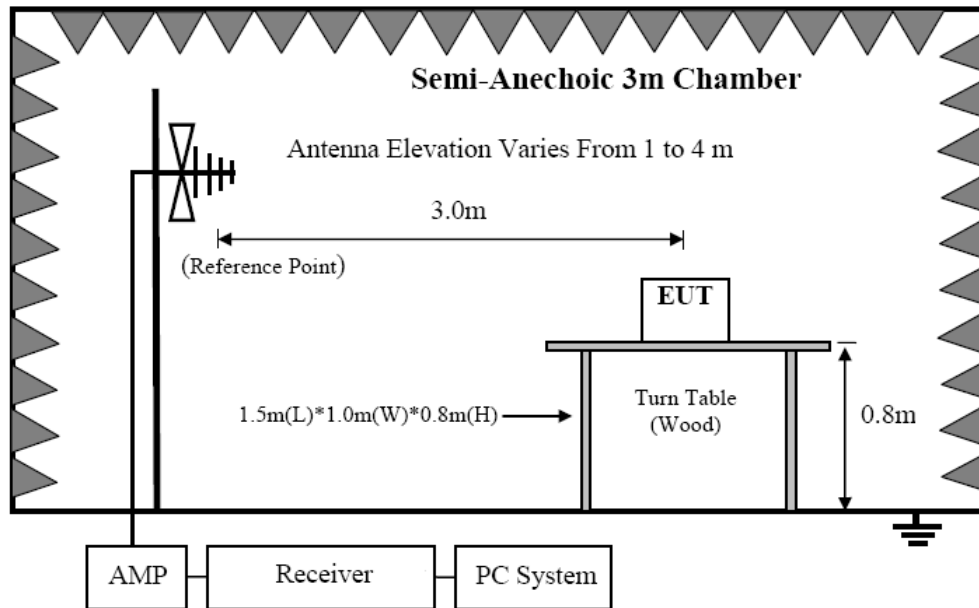 Semi-Anechoic 3m Chamber
Antenna Elevation Varies From 1 to 4 m
3.0m
(Reference Point)
EUT
1.5m(L)*1.0m(W)*0.8m(H)
Turn Table
(Wood)
0.8m
AMP
Receiver
PC System